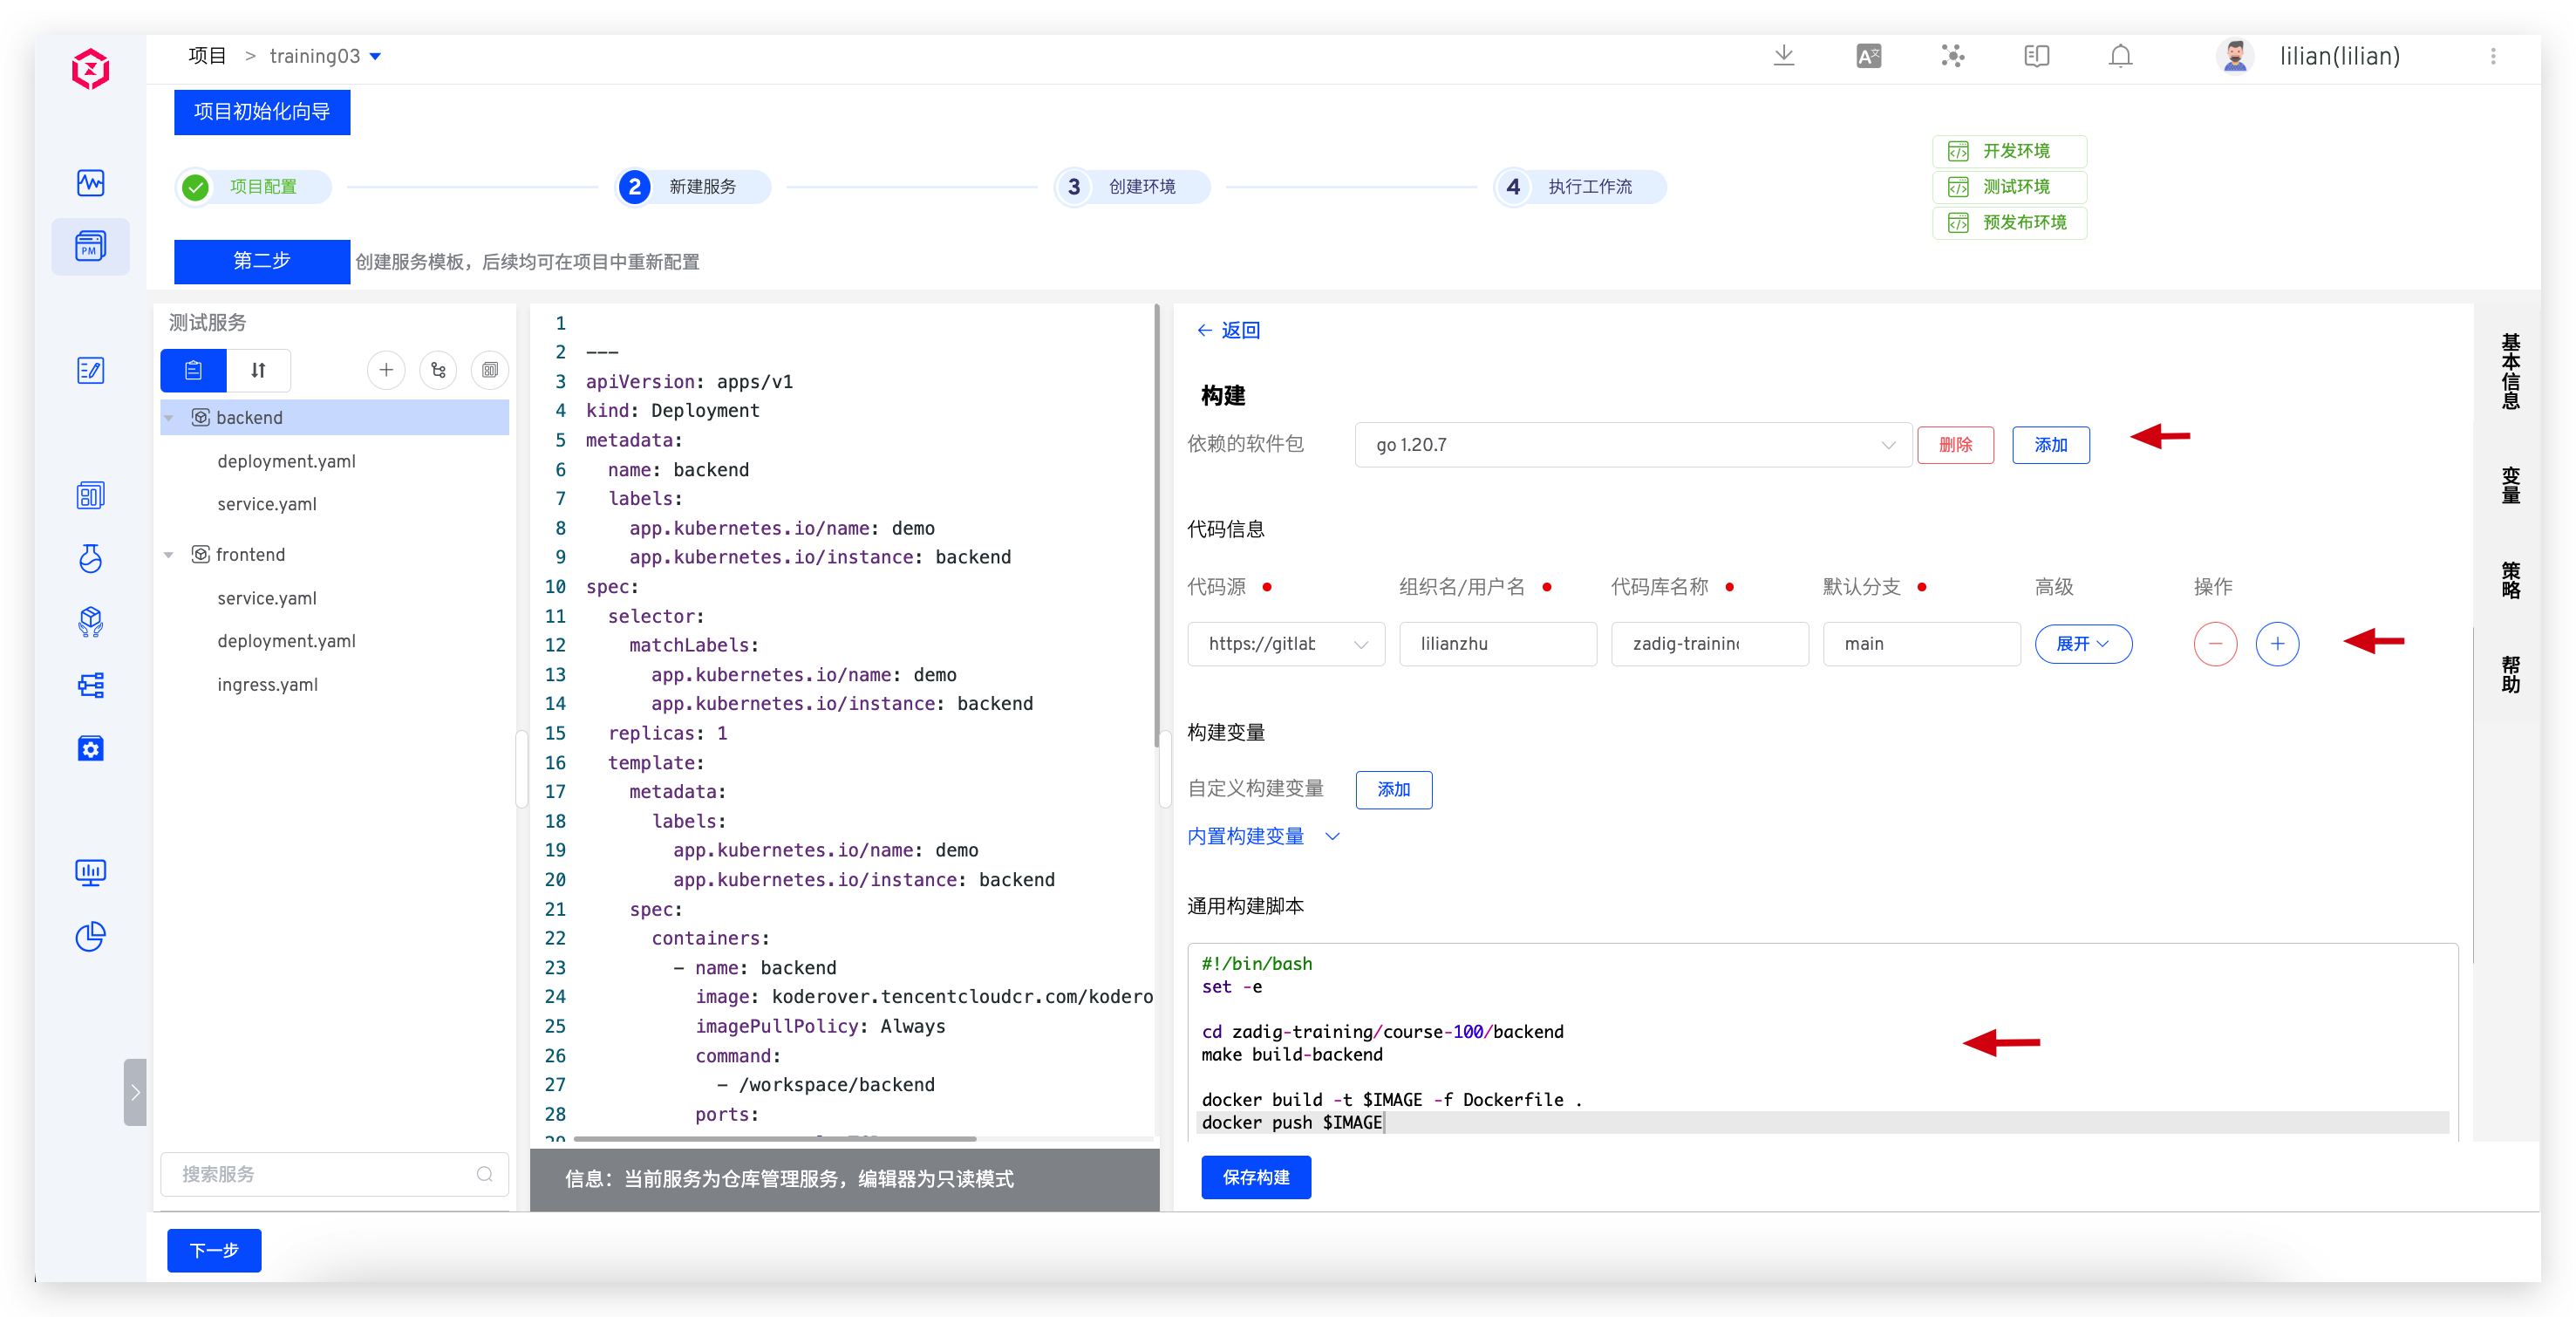 项目 > training03
lilian(lilian)
项目初始化向导
项目配置
2 新建服务
3 创建环境
4 执行工作流
开发环境
测试环境
预发布环境
第二步 创建服务模板，后续均可在项目中重新配置
PM
测试服务
backend
deployment.yaml
service.yaml
frontend
service.yaml
deployment.yaml
ingress.yaml
搜索服务
1
2 ---
3 apiVersion: apps/v1
4 kind: Deployment
5 metadata:
6 name: backend
7 labels:
8 app.kubernetes.io/name: demo
9 app.kubernetes.io/instance: backend
10 spec:
11 selector:
12 matchLabels:
13 app.kubernetes.io/name: demo
14 app.kubernetes.io/instance: backend
15 replicas: 1
16 template:
17 metadata:
18 labels:
19 app.kubernetes.io/name: demo
20 app.kubernetes.io/instance: backend
21 spec:
22 containers:
23 - name: backend
24 image: koderover.tencentcloudcr.com/kodero
25 imagePullPolicy: Always
26 command:
27 - /workspace/backend
28 ports:
信息：当前服务为仓库管理服务，编辑器为只读模式
← 返回
构建
依赖的软件包 go 1.20.7 删除 添加
代码信息
代码源 组织名/用户名 代码库名称 默认分支 高级 操作
https://gitlab lilianzhu zadig-training main 展开
构建变量
自定义构建变量 添加
内置构建变量
通用构建脚本
#!/bin/bash
set -e
cd zadig-training/course-100/backend
make build-backend
docker build -t $IMAGE -f Dockerfile .
docker push $IMAGE
保存构建
基本信息
变量
策略
帮助
下一步